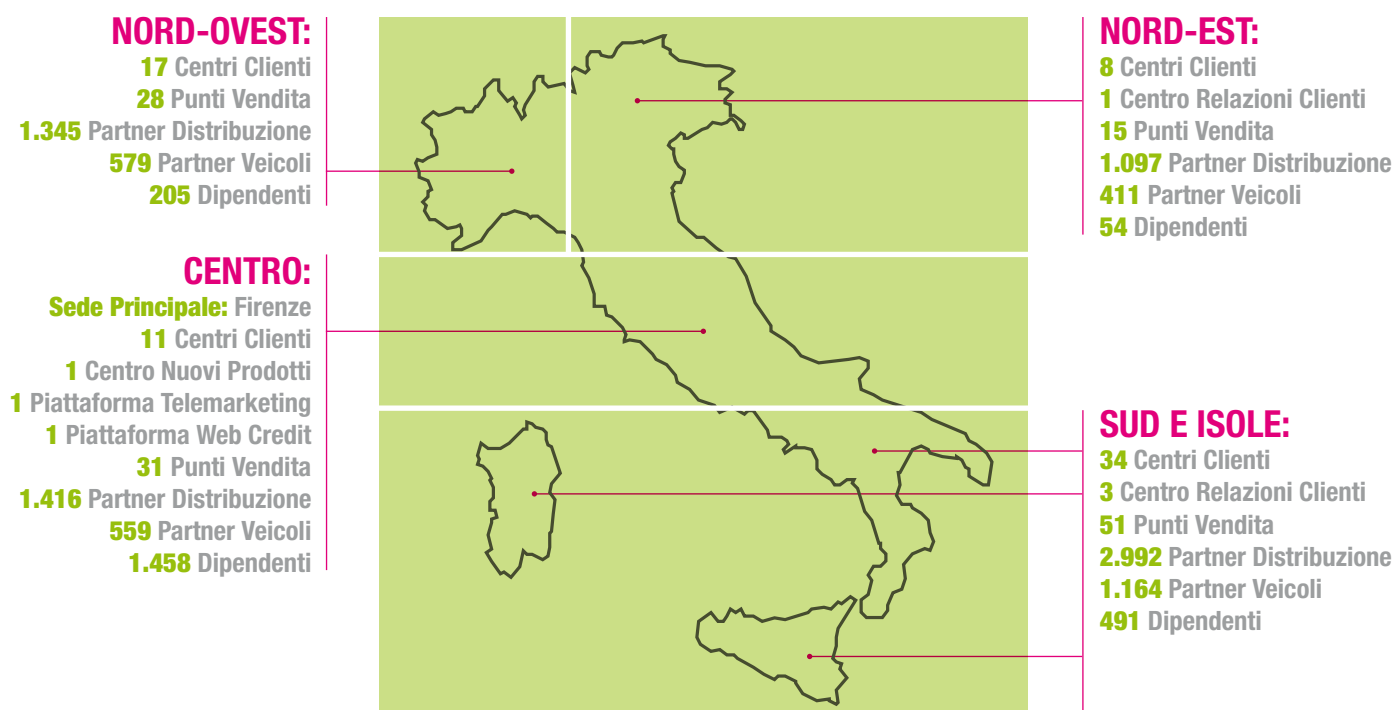 NORD-OVEST:
17 Centri Clienti
28 Punti Vendita
1.345 Partner Distribuzione
579 Partner Veicoli
205 Dipendenti
CENTRO:
Sede Principale: Firenze
11 Centri Clienti
1 Centro Nuovi Prodotti
1 Piattaforma Telemarketing
1 Piattaforma Web Credit
31 Punti Vendita
1.416 Partner Distribuzione
559 Partner Veicoli
1.458 Dipendenti
NORD-EST:
8 Centri Clienti
1 Centro Relazioni Clienti
15 Punti Vendita
1.097 Partner Distribuzione
411 Partner Veicoli
54 Dipendenti
SUD E ISOLE:
34 Centri Clienti
3 Centro Relazioni Clienti
51 Punti Vendita
2.992 Partner Distribuzione
1.164 Partner Veicoli
491 Dipendenti